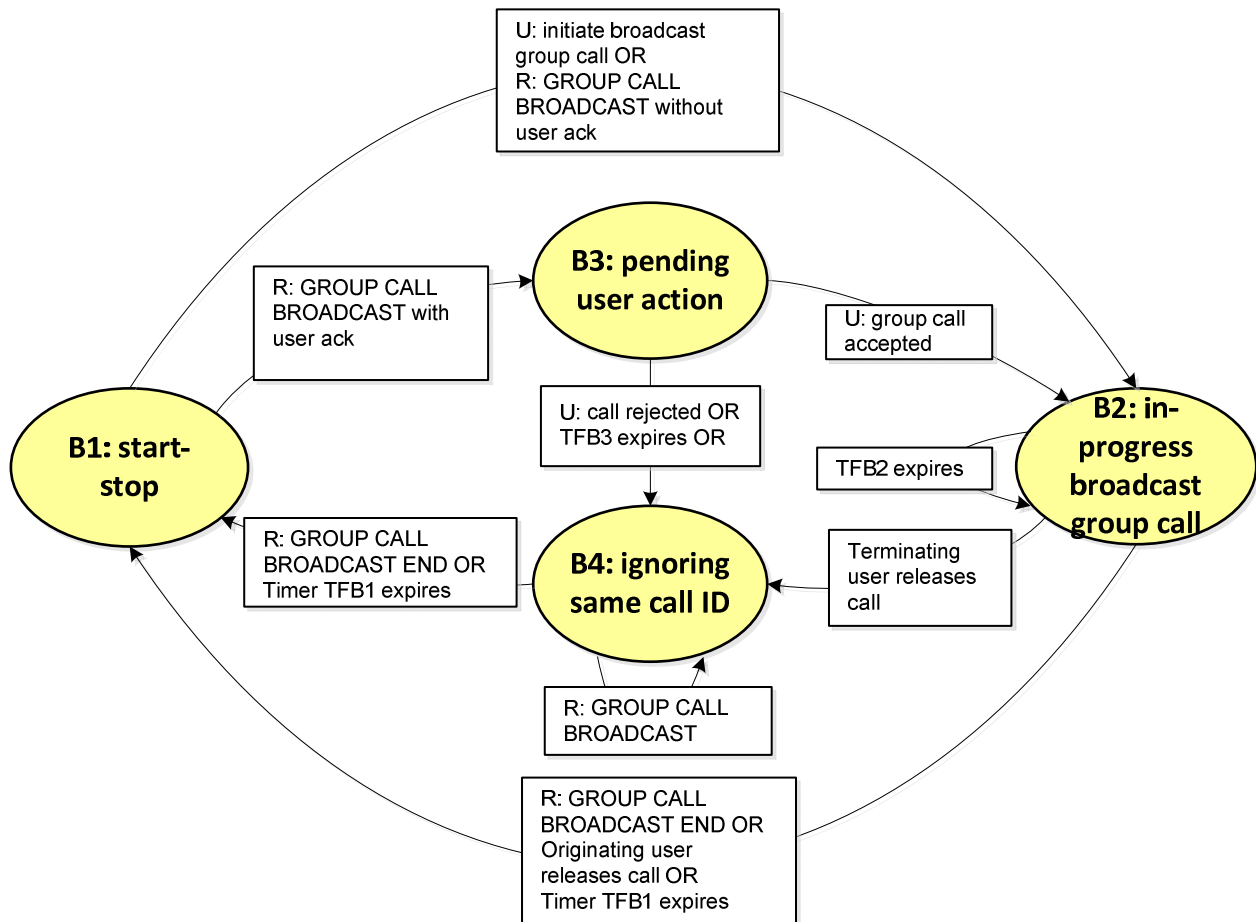 U: initiate broadcast
group call OR
R: GROUP CALL
BROADCAST without
user ack
B3: pending
user action
R: GROUP CALL
BROADCAST with
user ack
U: group call
accepted
U: call rejected OR
TFB3 expires OR
B1: start-
stop
B2: in-
progress
broadcast
group call
TFB2 expires
R: GROUP CALL
BROADCAST END OR
Timer TFB1 expires
B4: ignoring
same call ID
Terminating
user releases
call
R: GROUP CALL
BROADCAST
R: GROUP CALL
BROADCAST END OR
Originating user
releases call OR
Timer TFB1 expires